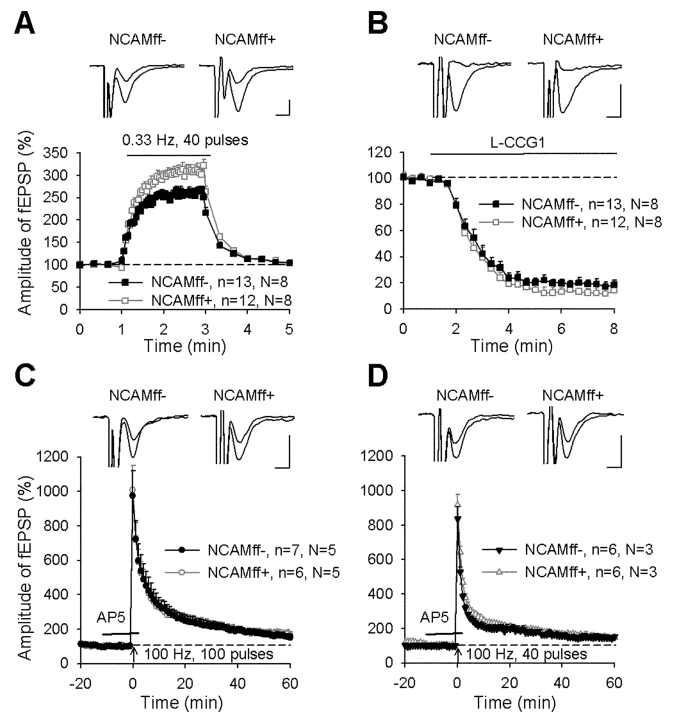 A
NCAMff- NCAMff+
0.33 Hz, 40 pulses
350
300
250
200
150
100
50
0
Amplitude of fEPSP (%)
NCAMff-, n=13, N=8
NCAMff+, n=12, N=8
0 1 2 3 4 5
Time (min)
B
NCAMff- NCAMff+
L-CCG1
120
100
80
60
40
20
0
NCAMff-, n=13, N=8
NCAMff+, n=12, N=8
0 2 4 6 8
Time (min)
C
NCAMff- NCAMff+
1200
1000
800
600
400
200
0
Amplitude of fEPSP (%)
NCAMff-, n=7, N=5
NCAMff+, n=6, N=5
AP5
100 Hz, 100 pulses
-20 0 20 40 60
Time (min)
D
NCAMff- NCAMff+
1200
1000
800
600
400
200
0
NCAMff-, n=6, N=3
NCAMff+, n=6, N=3
AP5
100 Hz, 40 pulses
-20 0 20 40 60
Time (min)